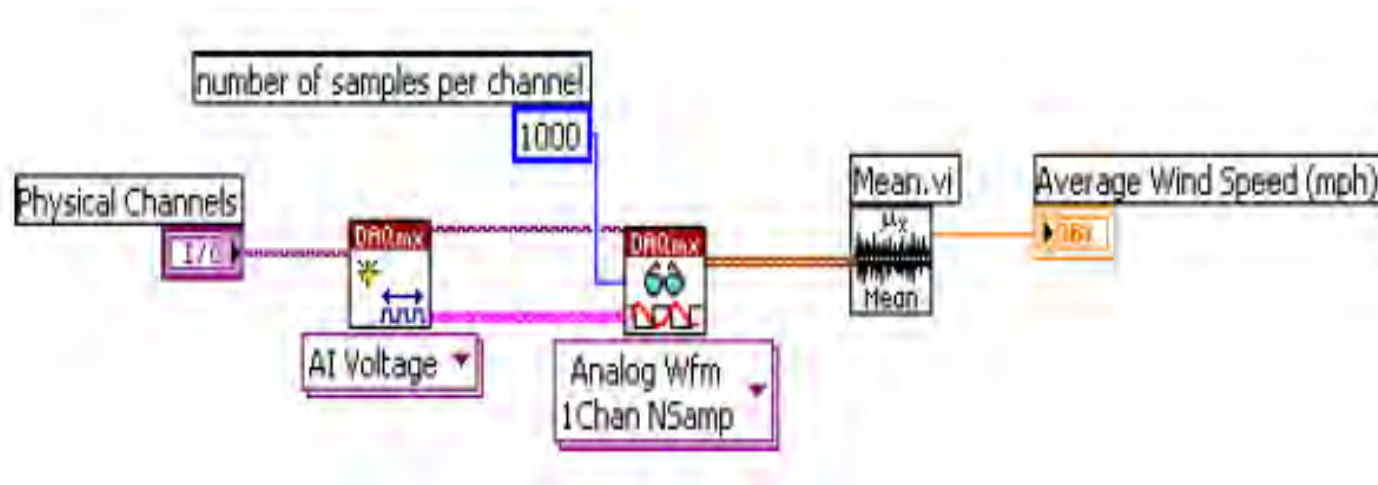 number of samples per channel
1000
Physical Channels
I/O
DAQmx
AI Voltage
DAQmx
Analog Wfm
1Chan NSamp
Mean.vi
Mean
Average Wind Speed (mph)